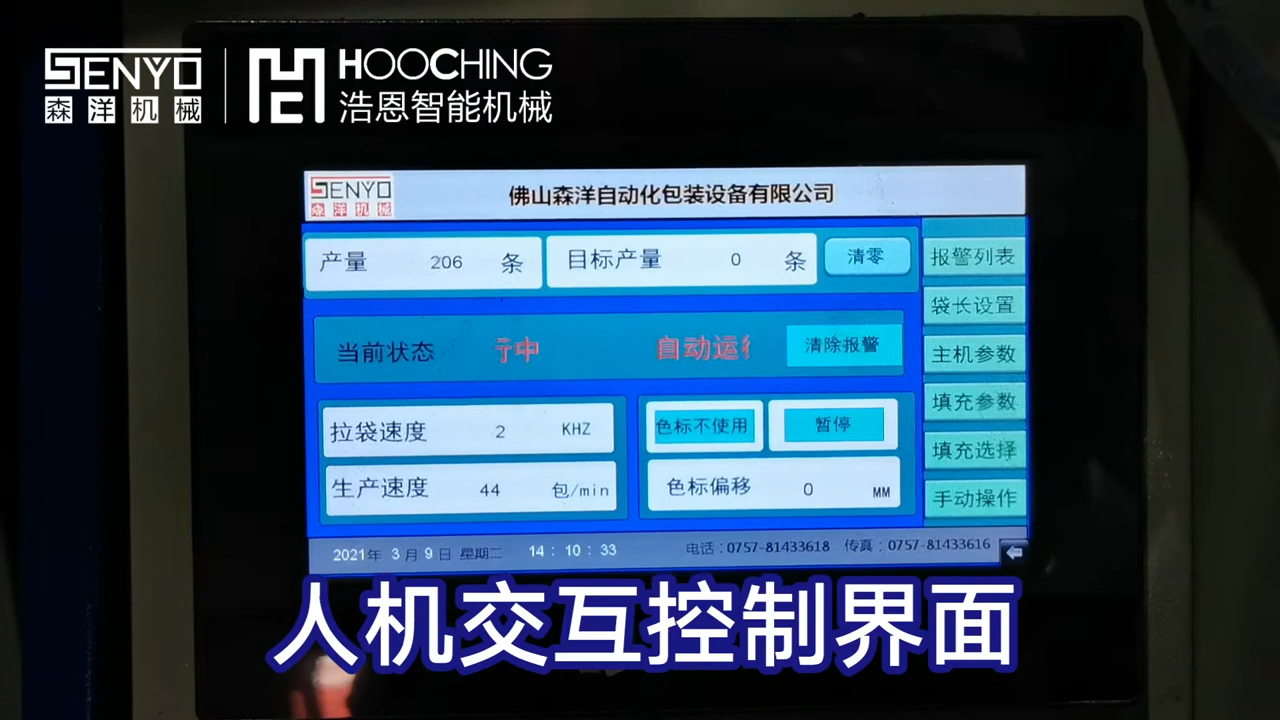 SENYO
森洋机械
HOOCHING
浩恩智能机械
SENYO
森洋机械
佛山森洋自动化包装设备有限公司
产量 206 条
目标产量 0 条
清零
报警列表
袋长设置
当前状态 行中 自动运行
清除报警
主机参数
填充参数
拉袋速度 2 KHZ
色标不使用
暂停
填充选择
生产速度 44 包/min
色标偏移 0 MM
手动操作
2021年 3月 9日 星期二 14:10:33
电话:0757-81433618 传真:0757-81433616
人机交互控制界面